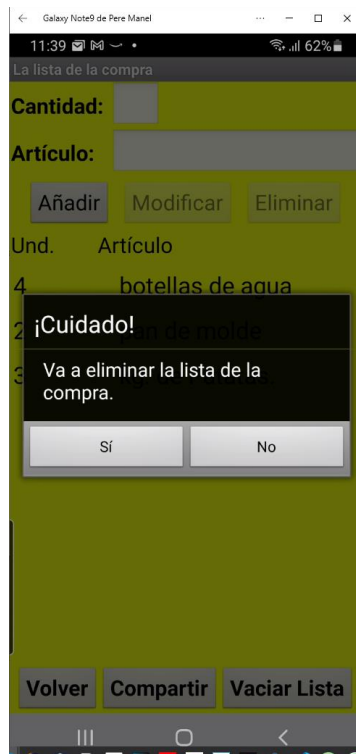 Galaxy Note9 de Pere Manel
11:39 62%
La lista de la compra
Cantidad:
Artículo:
Añadir Modificar Eliminar
Und. Artículo
4 botellas de agua
¡Cuidado!
2 pan de molde
Va a eliminar la lista de la
3
compra.
Sí No
Volver Compartir Vaciar Lista